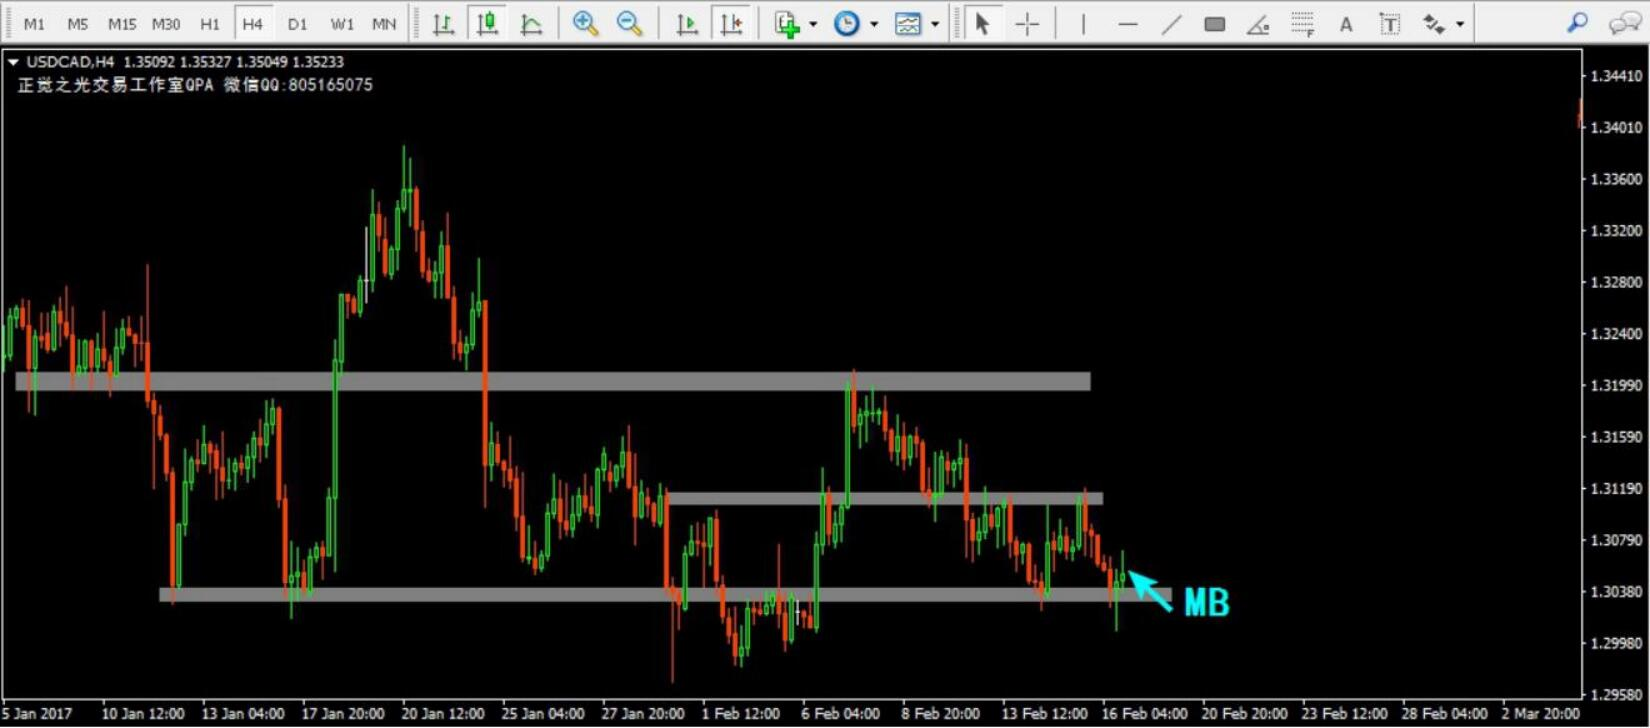 M1 M5 M15 M30 H1 H4 D1 W1 MN A T F
USDCAD,H4 1.35092 1.35327 1.35049 1.35233
正觉之光交易工作室QPA 微信QQ:805165075
1.34410
1.34010
1.33600
1.33200
1.32800
1.32400
1.31990
1.31590
1.31190
1.30790
1.30380
MB
1.29980
1.29580
5 Jan 2017 10 Jan 12:00 13 Jan 04:00 17 Jan 20:00 20 Jan 12:00 25 Jan 04:00 27 Jan 20:00 1 Feb 12:00 6 Feb 04:00 8 Feb 20:00 13 Feb 12:00 16 Feb 04:00 20 Feb 20:00 23 Feb 12:00 28 Feb 04:00 2 Mar 20:00